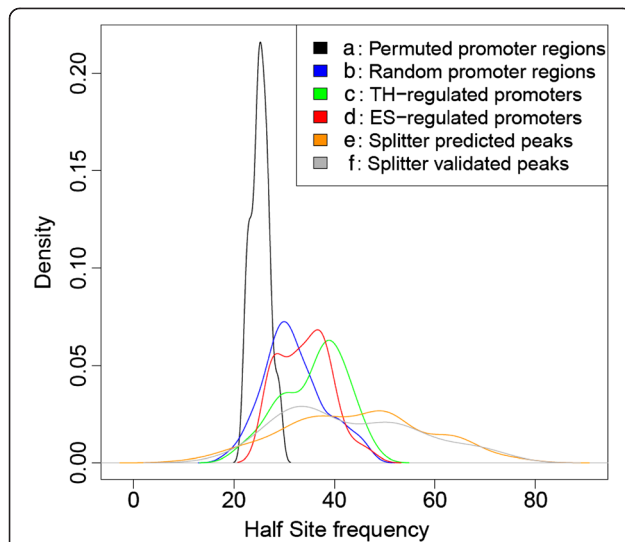 a: Permuted promoter regions
b: Random promoter regions
c: TH−regulated promoters
d: ES−regulated promoters
e: Splitter predicted peaks
f: Splitter validated peaks
Density
0.20
0.15
0.10
0.05
0.00
0 20 40 60 80
Half Site frequency